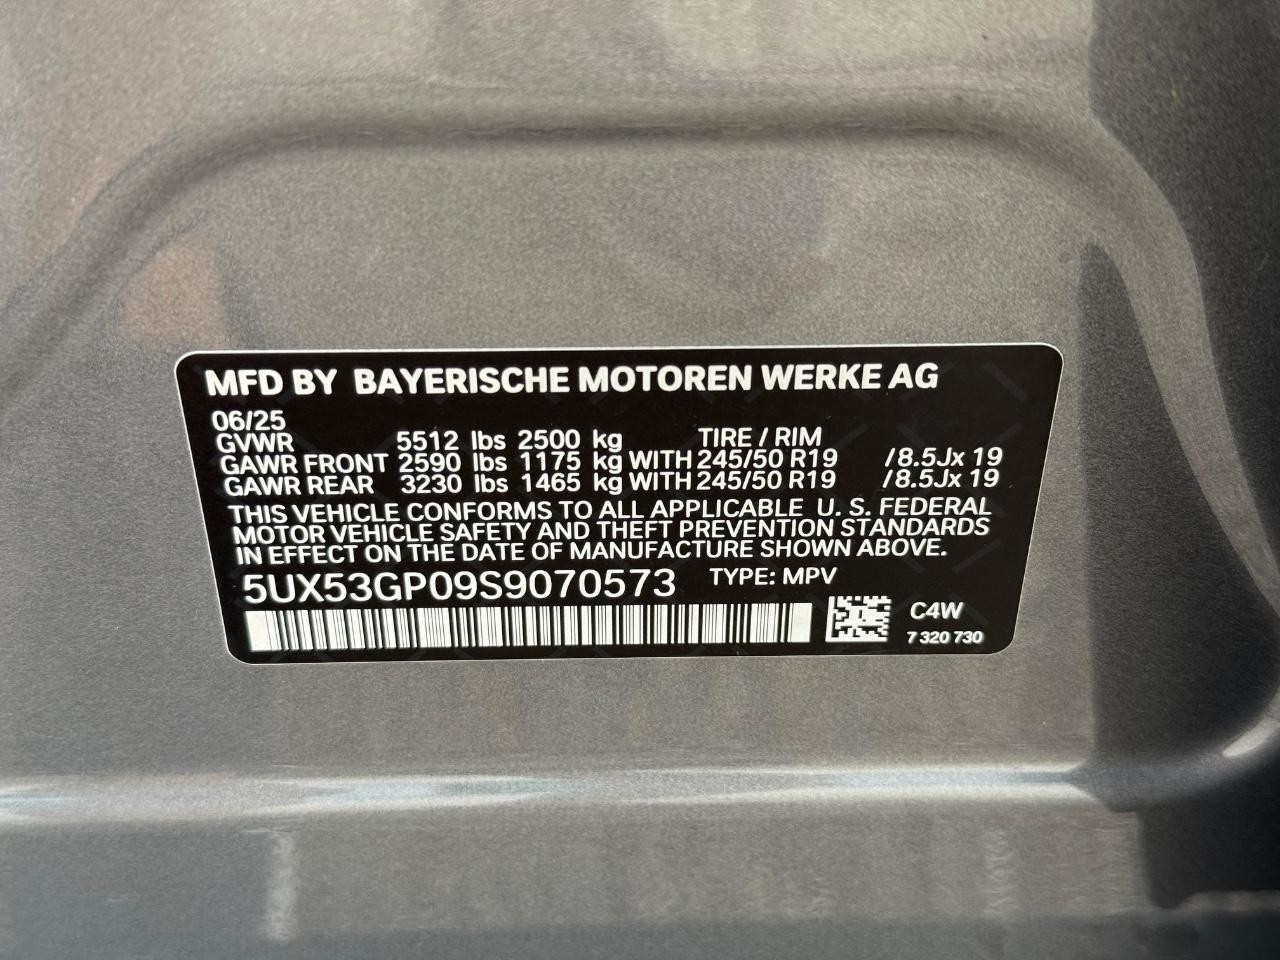 MFD BY BAYERISCHE MOTOREN WERKE AG
06/25
GVWR 5512 lbs 2500 kg TIRE / RIM
GAWR FRONT 2590 lbs 1175 kg WITH 245/50 R19 /8.5Jx 19
GAWR REAR 3230 lbs 1465 kg WITH 245/50 R19 /8.5Jx 19
THIS VEHICLE CONFORMS TO ALL APPLICABLE U. S. FEDERAL
MOTOR VEHICLE SAFETY AND THEFT PREVENTION STANDARDS
IN EFFECT ON THE DATE OF MANUFACTURE SHOWN ABOVE.
5UX53GP09S9070573 TYPE: MPV
C4W
7 320 730